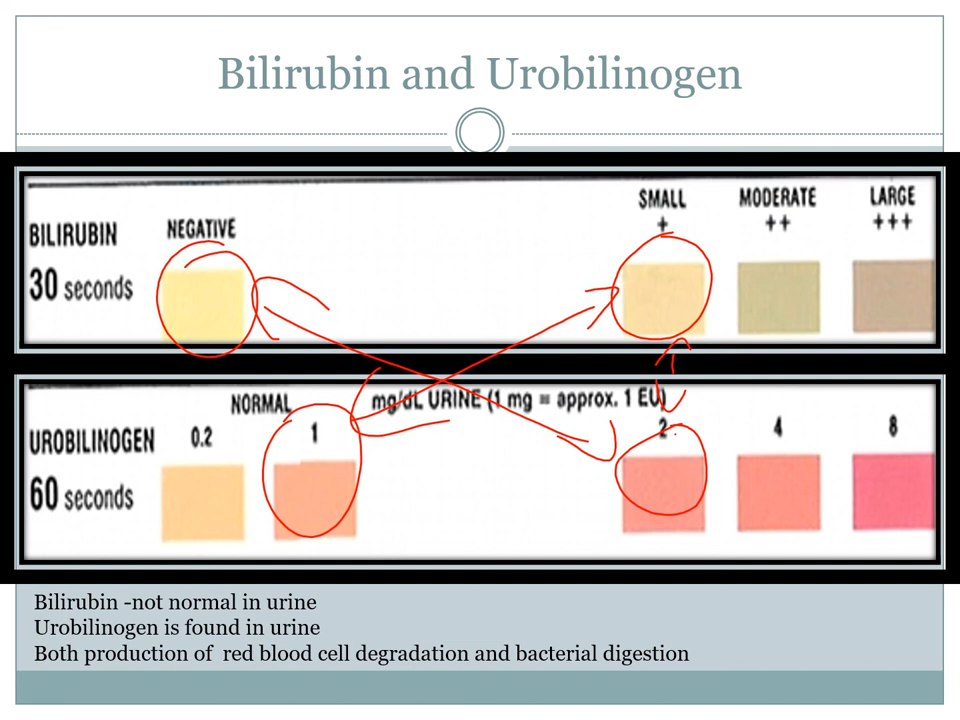 Bilirubin and Urobilinogen
BILIRUBIN
30 seconds
NEGATIVE
SMALL
+
MODERATE
++
LARGE
+++
UROBILINOGEN
60 seconds
NORMAL
mg/dL URINE (1 mg = approx. 1 EU)
0.2
1
2
4
8
Bilirubin -not normal in urine
Urobilinogen is found in urine
Both production of red blood cell degradation and bacterial digestion